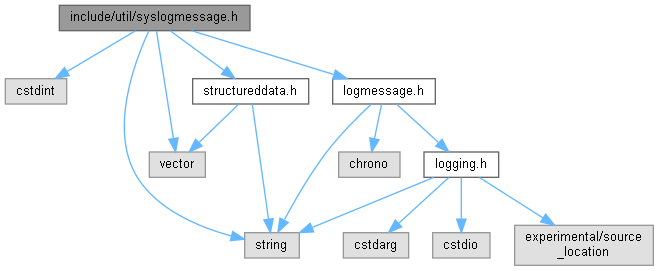 include/util/syslogmessage.h
cstdint
structureddata.h
logmessage.h
vector
chrono
logging.h
string
cstdarg
cstdio
experimental/source
_location